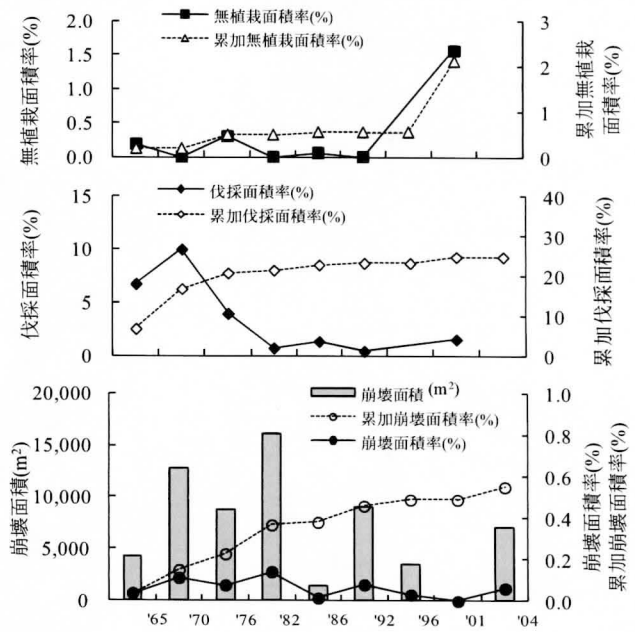 無植栽面積率(%)
累加無植栽面積率(%)
無植栽面積率(%)
2.0
1.5
1.0
0.5
0.0
3
2
1
0
累加無植栽
面積率(%)
伐採面積率(%)
累加伐採面積率(%)
伐採面積率(%)
15
10
5
0
40
30
20
10
0
累加伐採面積率(%)
崩壊面積 (m²)
累加崩壊面積率(%)
崩壊面積率(%)
崩壊面積(m²)
20,000
15,000
10,000
5,000
0
1.0
0.8
0.6
0.4
0.2
0.0
崩壊面積率(%)
累加崩壊面積率(%)
'65 '70 '74 '82 '86 '92 '96 '01 '04